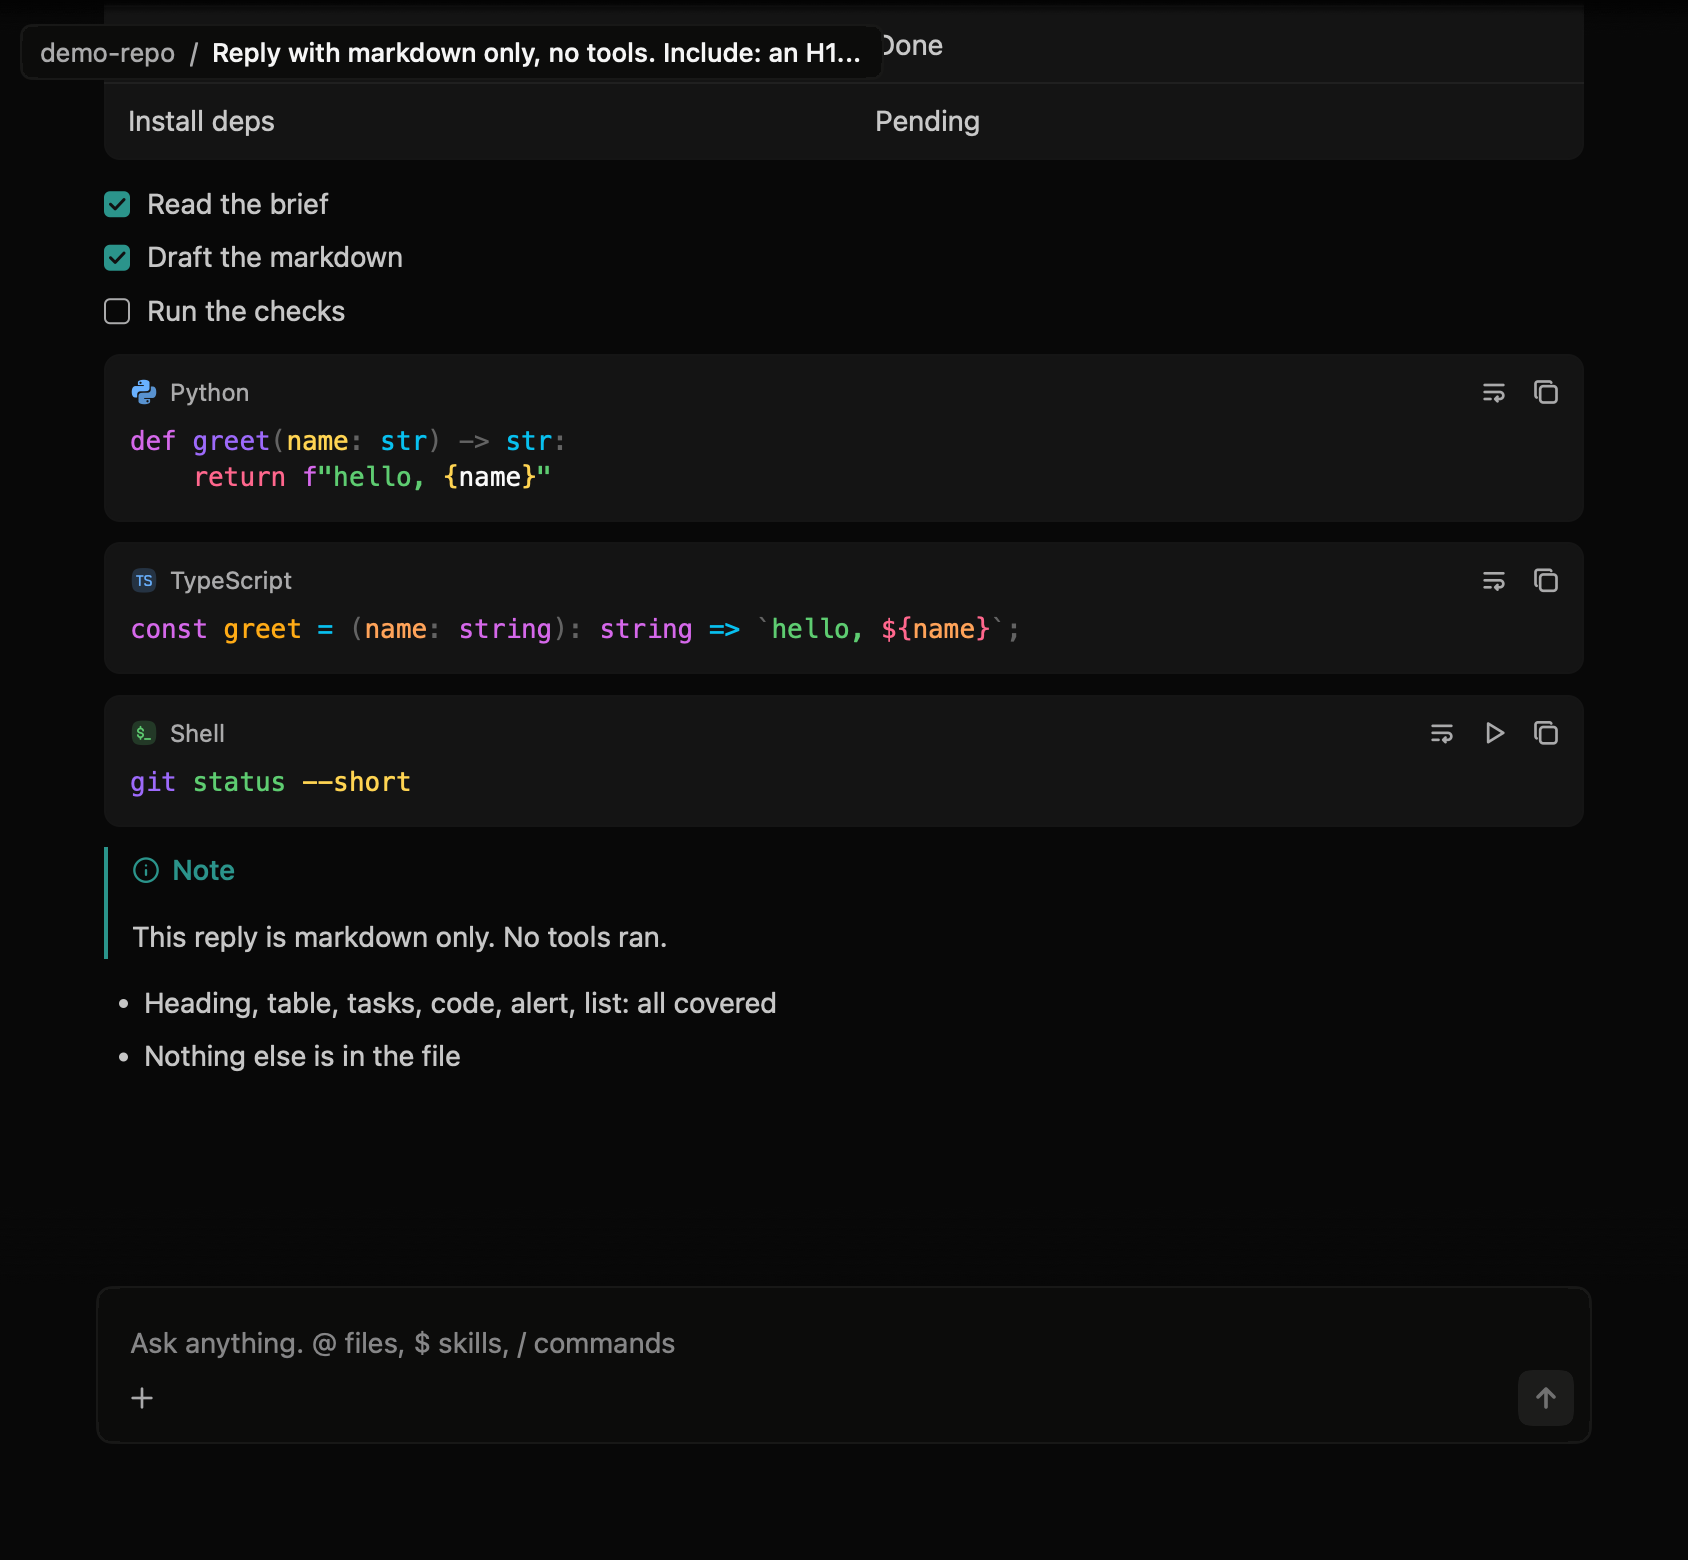 demo-repo / Reply with markdown only, no tools. Include: an H1...
Done
Install deps Pending
Read the brief
Draft the markdown
Run the checks
Python
def greet(name: str) -> str:
    return f"hello, {name}"
TS TypeScript
const greet = (name: string): string => `hello, ${name}`;
$_ Shell
git status --short
Note
This reply is markdown only. No tools ran.
• Heading, table, tasks, code, alert, list: all covered
• Nothing else is in the file
Ask anything. @ files, $ skills, / commands